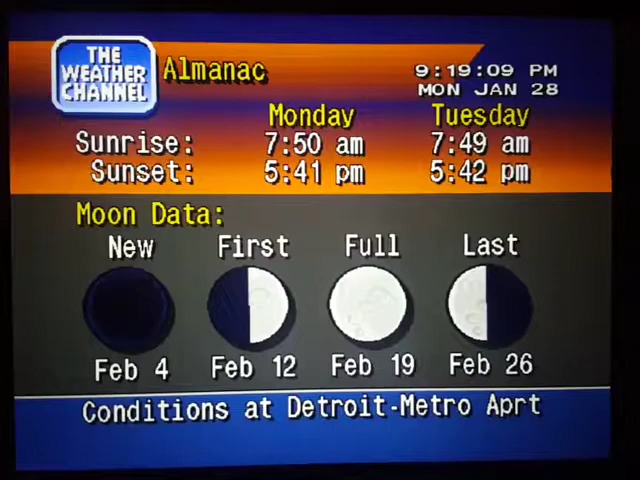 THE
WEATHER
CHANNEL
Almanac
9:19:09 PM
MON JAN 28
Monday Tuesday
Sunrise: 7:50 am 7:49 am
Sunset: 5:41 pm 5:42 pm
Moon Data:
New First Full Last
Feb 4 Feb 12 Feb 19 Feb 26
Conditions at Detroit-Metro Aprt